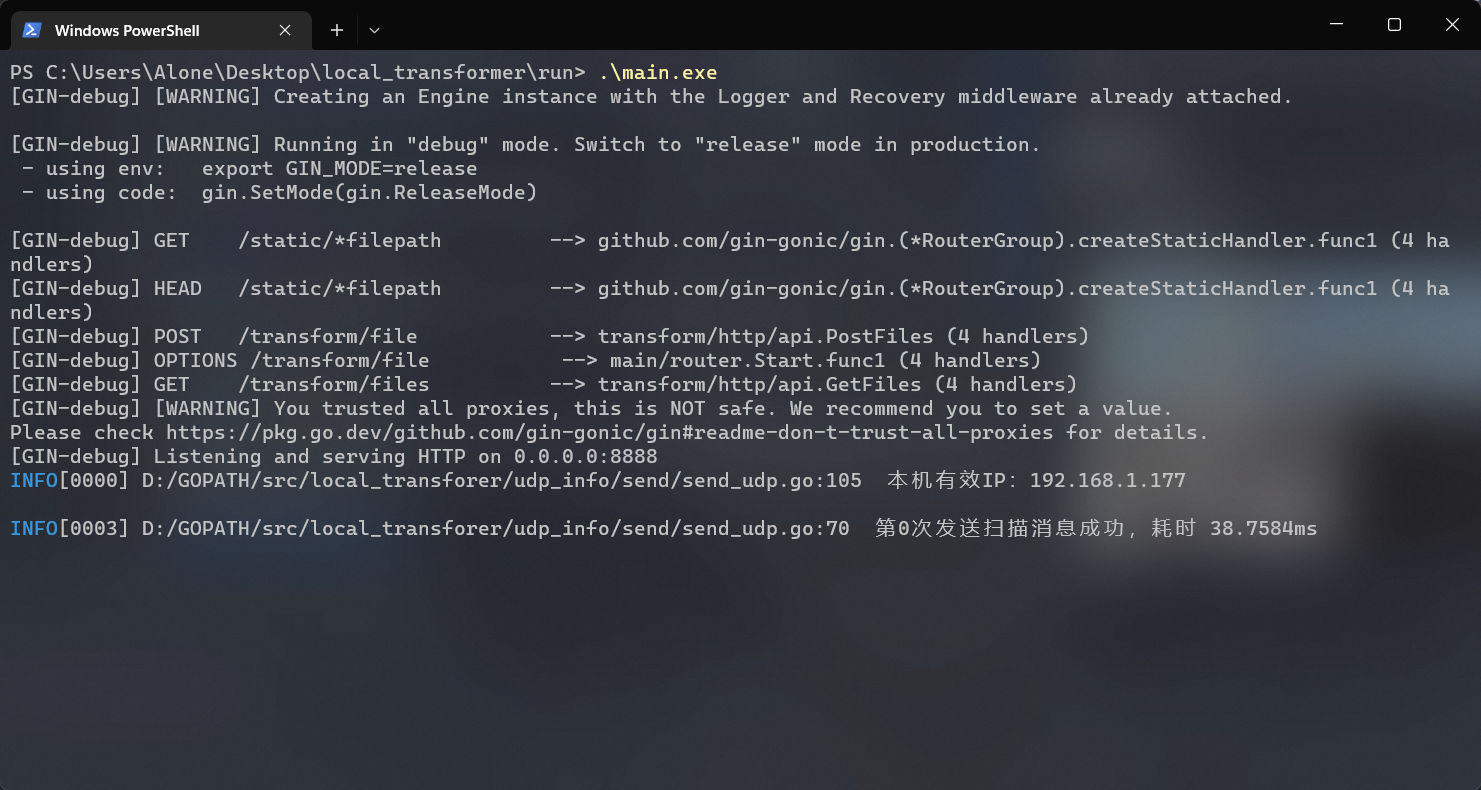 Windows PowerShell
PS C:\Users\Alone\Desktop\local_transformer\run> .\main.exe
[GIN-debug] [WARNING] Creating an Engine instance with the Logger and Recovery middleware already attached.
[GIN-debug] [WARNING] Running in "debug" mode. Switch to "release" mode in production.
 - using env:   export GIN_MODE=release
 - using code:  gin.SetMode(gin.ReleaseMode)
[GIN-debug] GET    /static/*filepath         --> github.com/gin-gonic/gin.(*RouterGroup).createStaticHandler.func1 (4 ha
ndlers)
[GIN-debug] HEAD   /static/*filepath         --> github.com/gin-gonic/gin.(*RouterGroup).createStaticHandler.func1 (4 ha
ndlers)
[GIN-debug] POST   /transform/file           --> transform/http/api.PostFiles (4 handlers)
[GIN-debug] OPTIONS /transform/file           --> main/router.Start.func1 (4 handlers)
[GIN-debug] GET    /transform/files          --> transform/http/api.GetFiles (4 handlers)
[GIN-debug] [WARNING] You trusted all proxies, this is NOT safe. We recommend you to set a value.
Please check https://pkg.go.dev/github.com/gin-gonic/gin#readme-don-t-trust-all-proxies for details.
[GIN-debug] Listening and serving HTTP on 0.0.0.0:8888
INFO[0000] D:/GOPATH/src/local_transforer/udp_info/send/send_udp.go:105  本机有效IP: 192.168.1.177
INFO[0003] D:/GOPATH/src/local_transforer/udp_info/send/send_udp.go:70  第0次发送扫描消息成功，耗时 38.7584ms